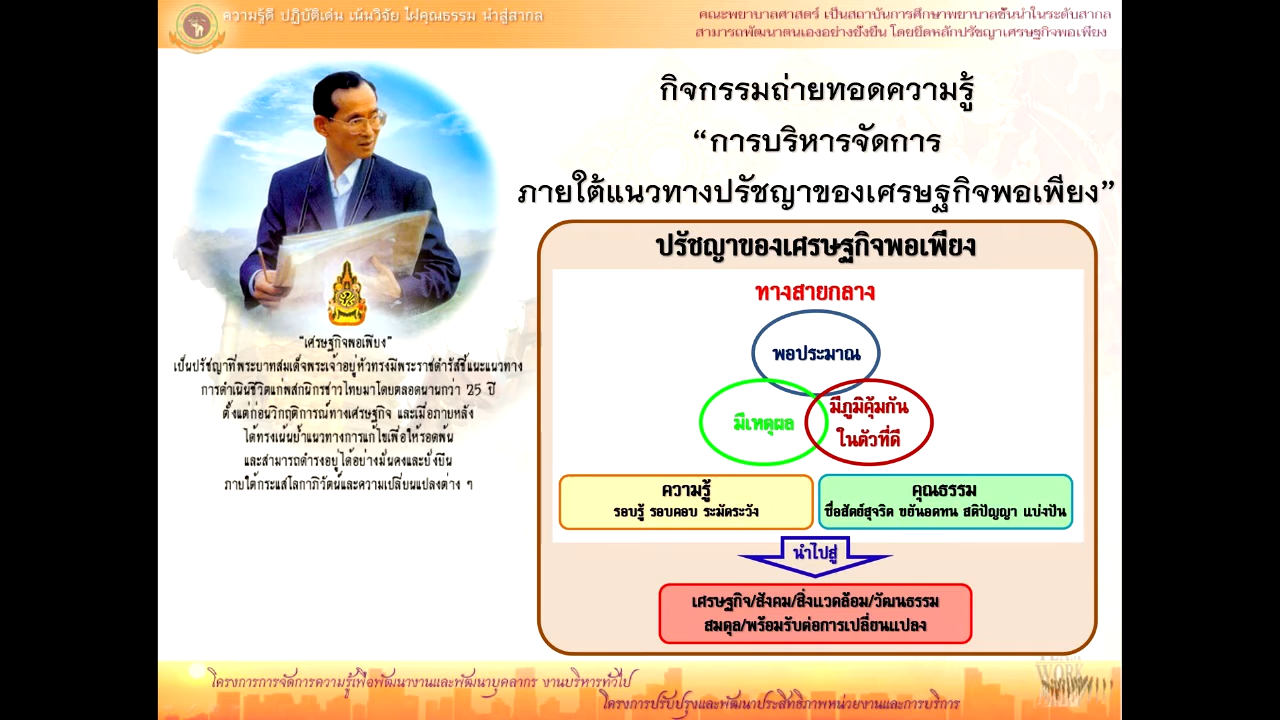 ความรู้ดี ปฏิบัติเด่น เน้นวิจัย ใฝ่คุณธรรม นำสู่สากล
คณะพยาบาลศาสตร์ เป็นสถาบันการศึกษาพยาบาลชั้นนำในระดับสากล
สามารถพัฒนาตนเองอย่างยั่งยืน โดยยึดหลักปรัชญาเศรษฐกิจพอเพียง
กิจกรรมถ่ายทอดความรู้
“การบริหารจัดการ
ภายใต้แนวทางปรัชญาของเศรษฐกิจพอเพียง”
"เศรษฐกิจพอเพียง"
เป็นปรัชญาที่พระบาทสมเด็จพระเจ้าอยู่หัวทรงมีพระราชดำรัสชี้แนะแนวทาง
การดำเนินชีวิตแก่พสกนิกรชาวไทยมาโดยตลอดนานกว่า 25 ปี
ตั้งแต่ก่อนวิกฤติการณ์ทางเศรษฐกิจ และเมื่อภายหลัง
ได้ทรงเน้นย้ำแนวทางการแก้ไขเพื่อให้รอดพ้น
และสามารถดำรงอยู่ได้อย่างมั่นคงและยั่งยืน
ภายใต้กระแสโลกาภิวัตน์และความเปลี่ยนแปลงต่าง ๆ
ปรัชญาของเศรษฐกิจพอเพียง
ทางสายกลาง
พอประมาณ
มีเหตุผล
มีภูมิคุ้มกัน
ในตัวที่ดี
ความรู้
รอบรู้ รอบคอบ ระมัดระวัง
คุณธรรม
ซื่อสัตย์สุจริต ขยันอดทน สติปัญญา แบ่งปัน
นำไปสู่
เศรษฐกิจ/สังคม/สิ่งแวดล้อม/วัฒนธรรม
สมดุล/พร้อมรับต่อการเปลี่ยนแปลง
โครงการการจัดการความรู้เพื่อพัฒนางานและพัฒนาบุคลากร งานบริหารทั่วไป
โครงการปรับปรุงและพัฒนาประสิทธิภาพหน่วยงานและการบริการ
TEAM
WORK